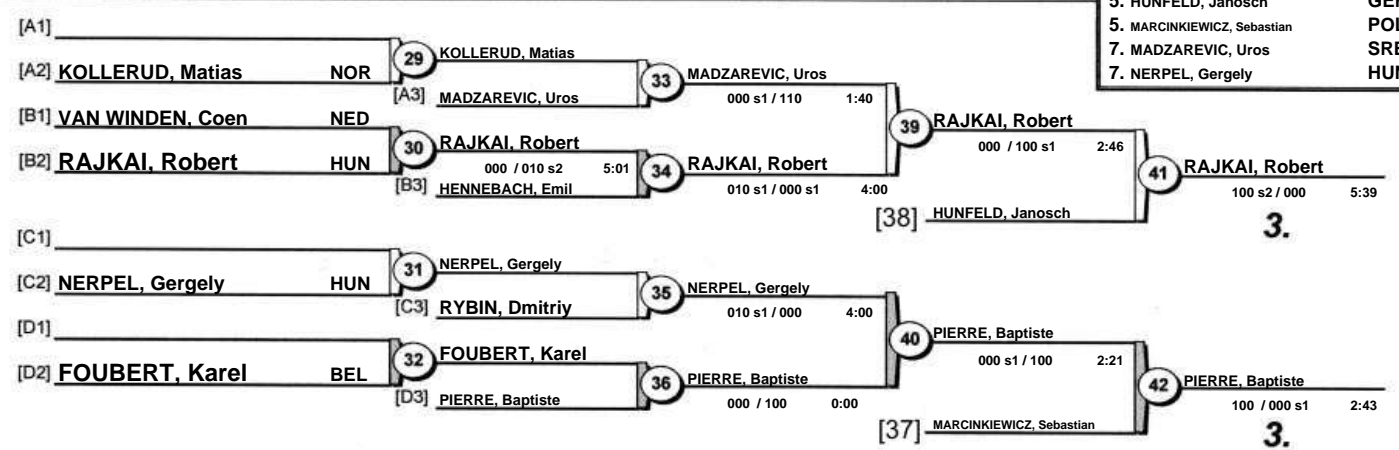 5. HUNFELD, Janosch
5. MARCINKIEWICZ, Sebastian
7. MADZAREVIC, Uros
7. NERPEL, Gergely HUN
[A1]
[A2] KOLLERUD, Matias NOR
29
KOLLERUD, Matias
[A3] MADZAREVIC, Uros
33
MADZAREVIC, Uros
000 s1 / 110 1:40
[B1] VAN WINDEN, Coen NED
[B2] RAJKAI, Robert HUN
30
RAJKAI, Robert
000 / 010 s2 5:01
[B3] HENNEBACH, Emil
34
RAJKAI, Robert
010 s1 / 000 s1 4:00
39
RAJKAI, Robert
000 / 100 s1 2:46
[38] HUNFELD, Janosch
41
RAJKAI, Robert
100 s2 / 000 5:39
3.
[C1]
[C2] NERPEL, Gergely HUN
31
NERPEL, Gergely
[C3] RYBIN, Dmitriy
35
NERPEL, Gergely
010 s1 / 000 4:00
[D1]
[D2] FOUBERT, Karel BEL
32
FOUBERT, Karel
[D3] PIERRE, Baptiste
36
PIERRE, Baptiste
000 / 100 0:00
40
PIERRE, Baptiste
000 s1 / 100 2:21
[37] MARCINKIEWICZ, Sebastian
42
PIERRE, Baptiste
100 / 000 s1 2:43
3.